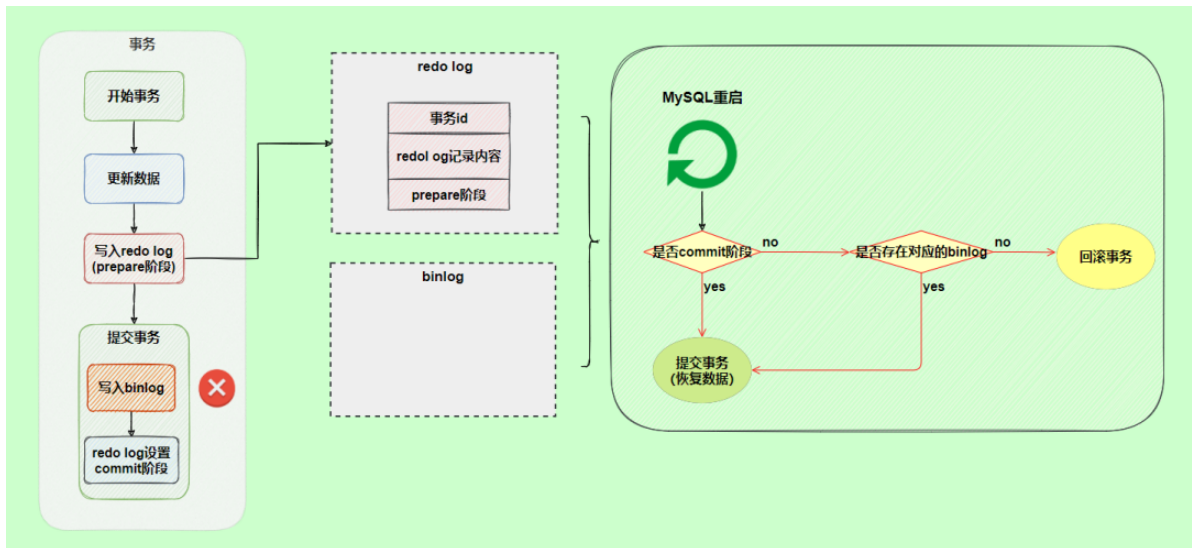 事务
开始事务
更新数据
写入redo log
(prepare阶段)
提交事务
写入binlog
redo log设置
commit阶段
redo log
事务id
redol og记录内容
prepare阶段
binlog
MySQL重启
是否commit阶段
no
是否存在对应的binlog
no
回滚事务
yes
yes
提交事务
(恢复数据)